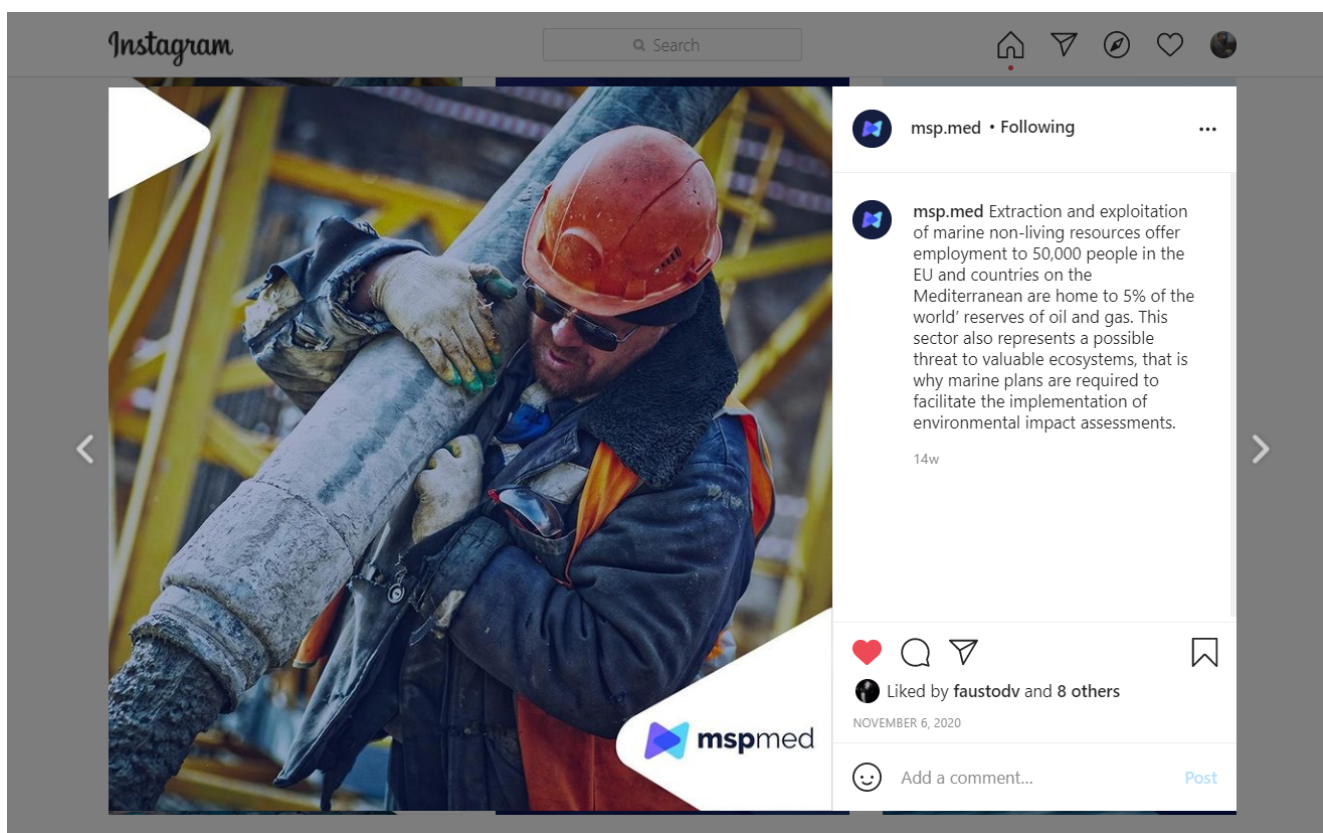 Instagram
Search
msp.med • Following
msp.med Extraction and exploitation
of marine non-living resources offer
employment to 50,000 people in the
EU and countries on the
Mediterranean are home to 5% of the
world’ reserves of oil and gas. This
sector also represents a possible
threat to valuable ecosystems, that is
why marine plans are required to
facilitate the implementation of
environmental impact assessments.
14w
Liked by faustodv and 8 others
NOVEMBER 6, 2020
mspmed
Add a comment...
Post